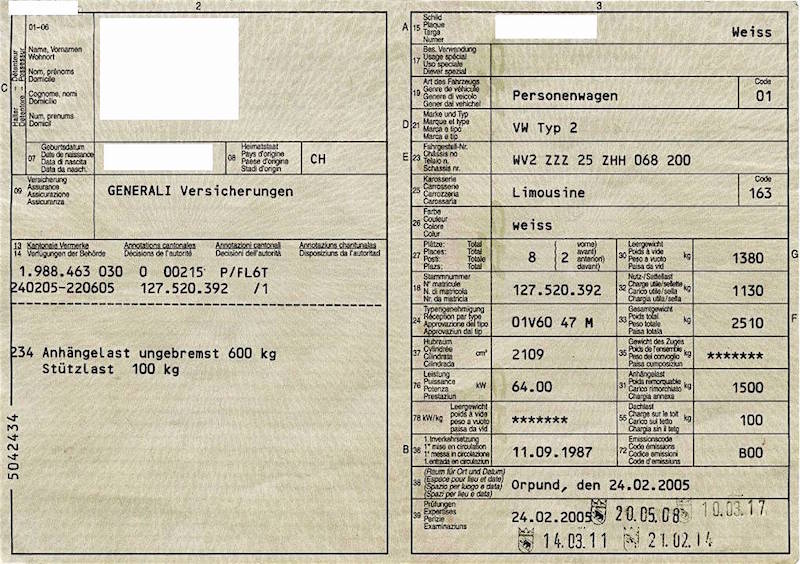 2
01-06
Name, Vornamen
Wohnort
Nom, prénoms
Domicile
Cognome, nomi
Domicilio
Num, prenums
Domicil
C
Halter – Détenteur
Detentore – Possessur
07
Geburtsdatum
Date de naissance
Data di nascita
Data da nasch.
08
Heimatstaat
Pays d'origine
Paese d'origine
Stadi d'origin
CH
09
Versicherung
Assurance
Assicurazione
Assicuranza
GENERALI Versicherungen
13 Kantonale Vermerke Annotations cantonales Annotazioni cantonali Annotaziuns chantunalas
14 Verfügungen der Behörde Décisions de l'autorité Decisioni dell'autorità Disposiziuns da l'autoritad
1.988.463 030 0 00215 P/FL6T
240205-220605 127.520.392 /1
234 Anhängelast ungebremst 600 kg
Stützlast 100 kg
5042434
3
A 15
Schild
Plaque
Targa
Numer
Weiss
17
Bes. Verwendung
Usage spécial
Uso speciale
Diever spezial
19
Art des Fahrzeugs
Genre de véhicule
Genere di veicolo
Gener dal vehichel
Personenwagen
Code
01
D 21
Marke und Typ
Marque et type
Marca e tipo
Marca e tip
VW Typ 2
E 23
Fahrgestell-Nr.
Châssis no
Telaio n.
Schassis nr.
WV2 ZZZ 25 ZHH 068 200
25
Karosserie
Carrosserie
Carrozzeria
Carossaria
Limousine
Code
163
26
Farbe
Couleur
Colore
Colur
weiss
27
Plätze: Total
Places: Total
Posti: Totale
Plazs: Total
8 2
vorne)
avant)
anteriori)
davant)
30
Leergewicht
Poids à vide
Peso a vuoto
Paisa da vid
kg
1380
G
18
Stammnummer
N° matricule
N. di matricola
Nr. da matricla
127.520.392
32
Nutz-/Sattellast
Charge utile/sellette
Carico utile/sella
Chargia utila/sella
kg
1130
24
Typengenehmigung
Réception par type
Approvazione del tipo
Approvaziun dal tip
01V60 47 M
33
Gesamtgewicht
Poids total
Peso totale
Paisa totala
kg
2510
F
37
Hubraum
Cylindrée
Cilindrata
Cilindrada
cm³
2109
35
Gewicht des Zuges
Poids de l'ensemble
Peso del convoglio
Paisa cumposiziun
kg
*******
76
Leistung
Puissance
Potenza
Prestaziun
kW
64.00
31
Anhängelast
Poids remorquable
Peso rimorchiabile
Chargia annexa
kg
1500
78 kW/kg
Leergewicht
poids à vide
peso a vuoto
paisa da vid
*******
55
Dachlast
Charge sur le toit
Carico sul tetto
Chargia sin il tetg
kg
100
B 36
1. Inverkehrsetzung
1re mise en circulation
1a messa in circolazione
1. entrada en circulaziun
11.09.1987
72
Emissionscode
Code émissions
Codice emissioni
Code d'emissiuns
B00
38
(Raum für Ort und Datum)
(Espace pour lieu et date)
(Spazio per luogo e data)
(Spazi per lieu e data)
Orpund, den 24.02.2005
39
Prüfungen
Expertises
Perizie
Examinaziuns
24.02.2005 20.05.08 10.03.17
14.03.11 21.02.14